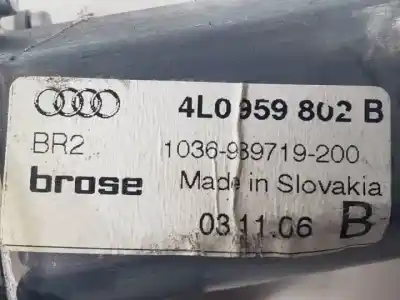 4L0 959 802 B
BR2 1036-989719-200
brose Made in Slovakia
03.11.06 B